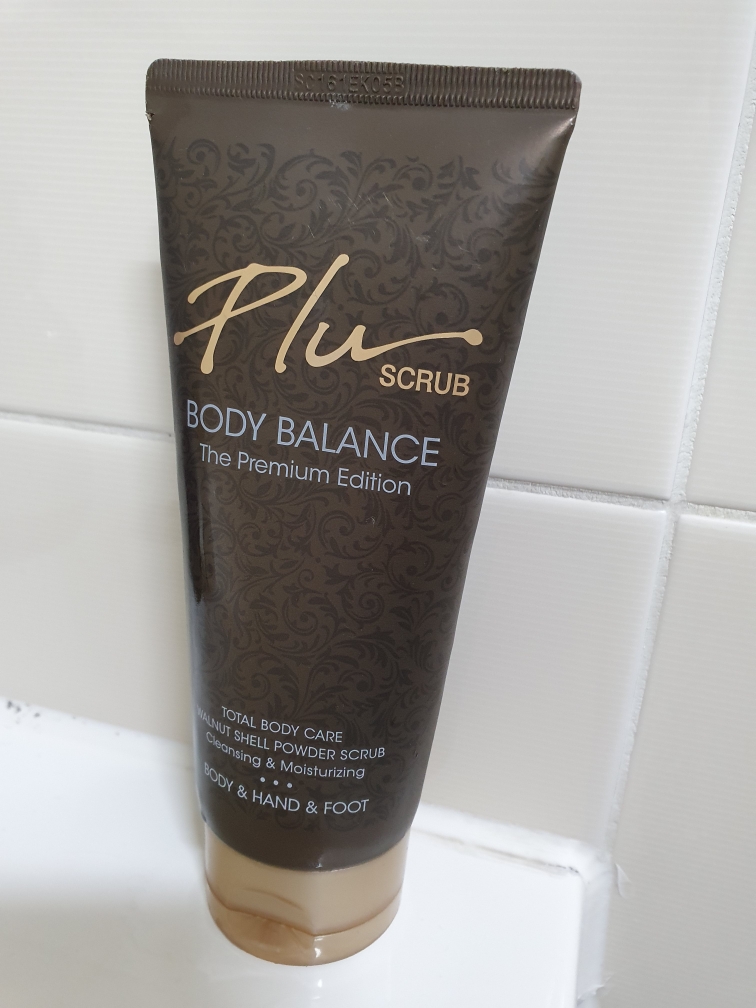 Plu
SCRUB
BODY BALANCE
The Premium Edition
TOTAL BODY CARE
WALNUT SHELL POWDER SCRUB
Cleansing & Moisturizing
BODY & HAND & FOOT